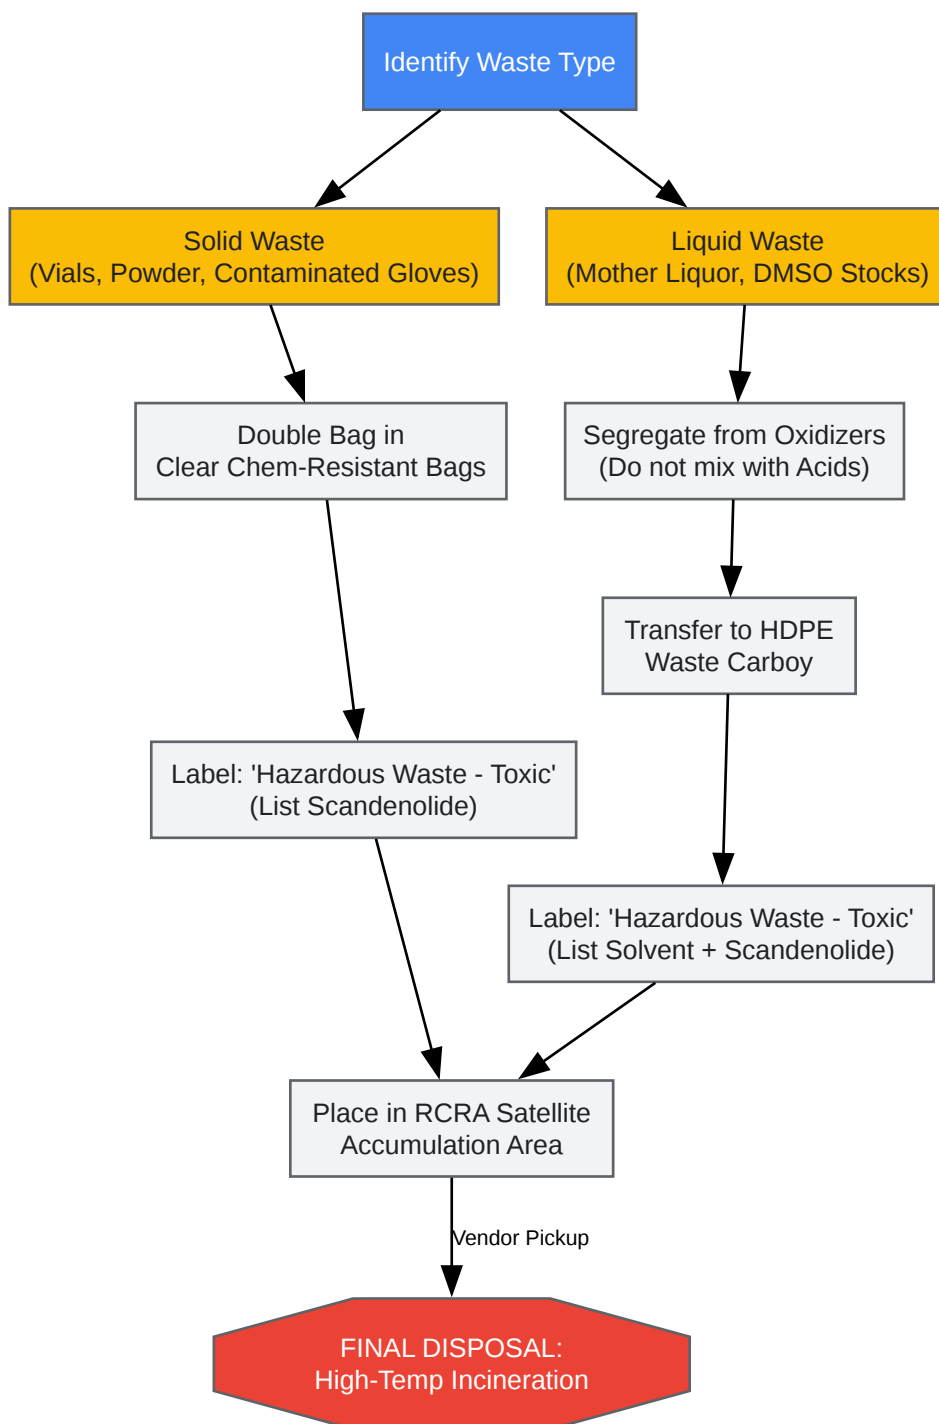 Identify Waste Type
Solid Waste
(Vials, Powder, Contaminated Gloves)
Liquid Waste
(Mother Liquor, DMSO Stocks)
Double Bag in
Clear Chem-Resistant Bags
Segregate from Oxidizers
(Do not mix with Acids)
Transfer to HDPE
Waste Carboy
Label: 'Hazardous Waste - Toxic'
(List Scandenolide)
Label: 'Hazardous Waste - Toxic'
(List Solvent + Scandenolide)
Place in RCRA Satellite
Accumulation Area
Vendor Pickup
FINAL DISPOSAL:
High-Temp Incineration